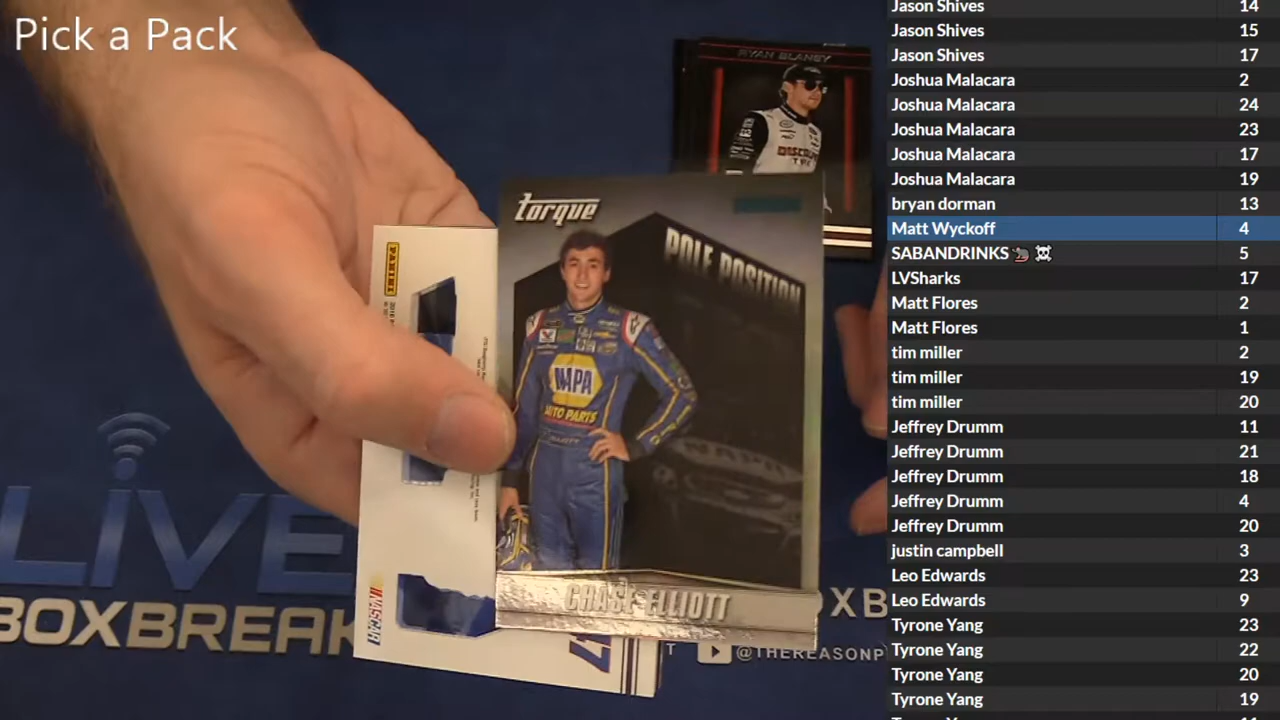 Pick a Pack
RYAN BLANEY
DISCOUNT
TIRE
torque
POLE POSITION
NAPA
AUTO PARTS
NAPA
CHASE ELLIOTT
PANINI
NASCAR
LIVE
BOXBREAK
XB
T
@THEREASONP
Jason Shives 14
Jason Shives 15
Jason Shives 17
Joshua Malacara 2
Joshua Malacara 24
Joshua Malacara 23
Joshua Malacara 17
Joshua Malacara 19
bryan dorman 13
Matt Wyckoff 4
SABANDRINKS 🐀☠️ 5
LVSharks 17
Matt Flores 2
Matt Flores 1
tim miller 2
tim miller 19
tim miller 20
Jeffrey Drumm 11
Jeffrey Drumm 21
Jeffrey Drumm 18
Jeffrey Drumm 4
Jeffrey Drumm 20
justin campbell 3
Leo Edwards 23
Leo Edwards 9
Tyrone Yang 23
Tyrone Yang 22
Tyrone Yang 20
Tyrone Yang 19